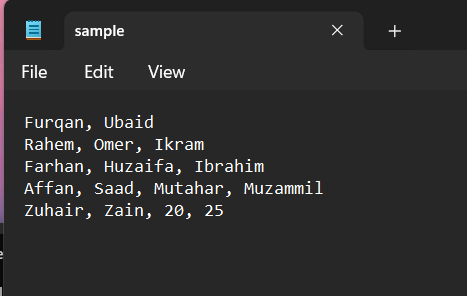 sample
File Edit View
Furqan, Ubaid
Rahem, Omer, Ikram
Farhan, Huzaifa, Ibrahim
Affan, Saad, Mutahar, Muzammil
Zuhair, Zain, 20, 25